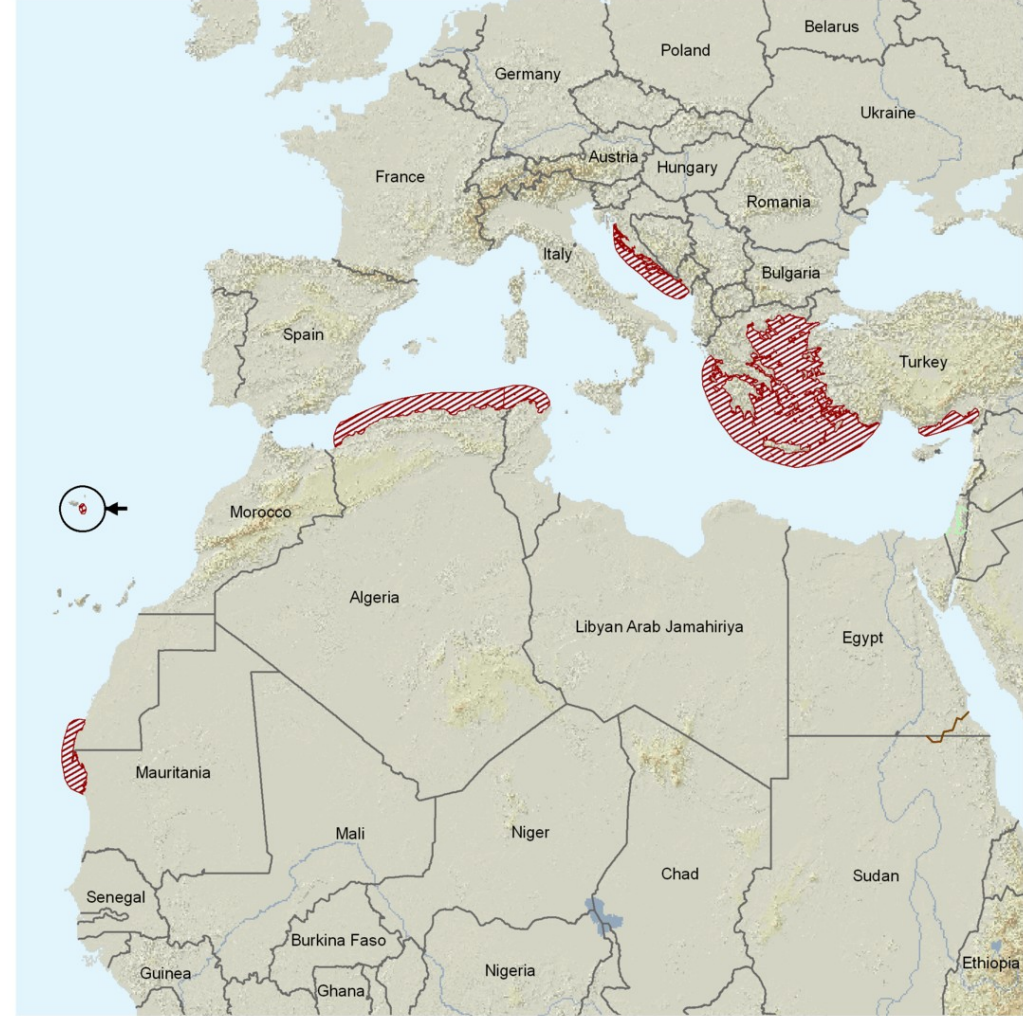 Belarus
Poland
Germany
Ukraine
Austria
Hungary
France
Romania
Italy
Bulgaria
Spain
Turkey
Morocco
Algeria
Libyan Arab Jamahiriya
Egypt
Mauritania
Mali
Niger
Chad
Sudan
Senegal
Burkina Faso
Ethiopia
Guinea
Nigeria
Ghana